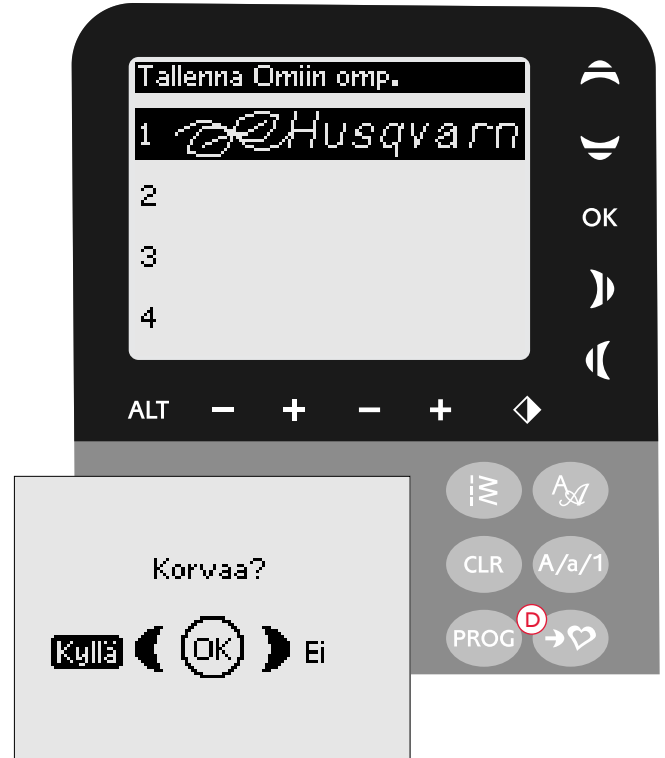 Tallenna Omiin omp.
1 Husqvarn
2
3
4
OK
ALT − + − +
A
CLR A/a/1
PROG D
Korvaa?
Kyllä OK Ei